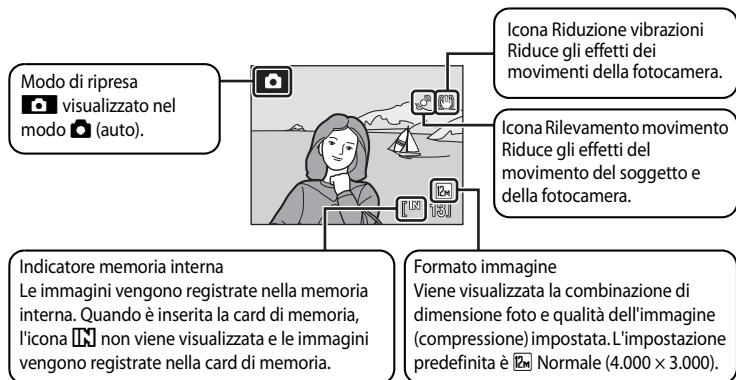 Icona Riduzione vibrazioni
Riduce gli effetti dei
movimenti della fotocamera.
Modo di ripresa
visualizzato nel
modo (auto).
Icona Rilevamento movimento
Riduce gli effetti del
movimento del soggetto e
della fotocamera.
12M
IN 13
Indicatore memoria interna
Le immagini vengono registrate nella memoria
interna. Quando è inserita la card di memoria,
l'icona IN non viene visualizzata e le immagini
vengono registrate nella card di memoria.
Formato immagine
Viene visualizzata la combinazione di
dimensione foto e qualità dell'immagine
(compressione) impostata. L'impostazione
predefinita è 12M Normale (4.000 × 3.000).